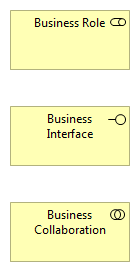 Business Role
Business
Interface
Business
Collaboration